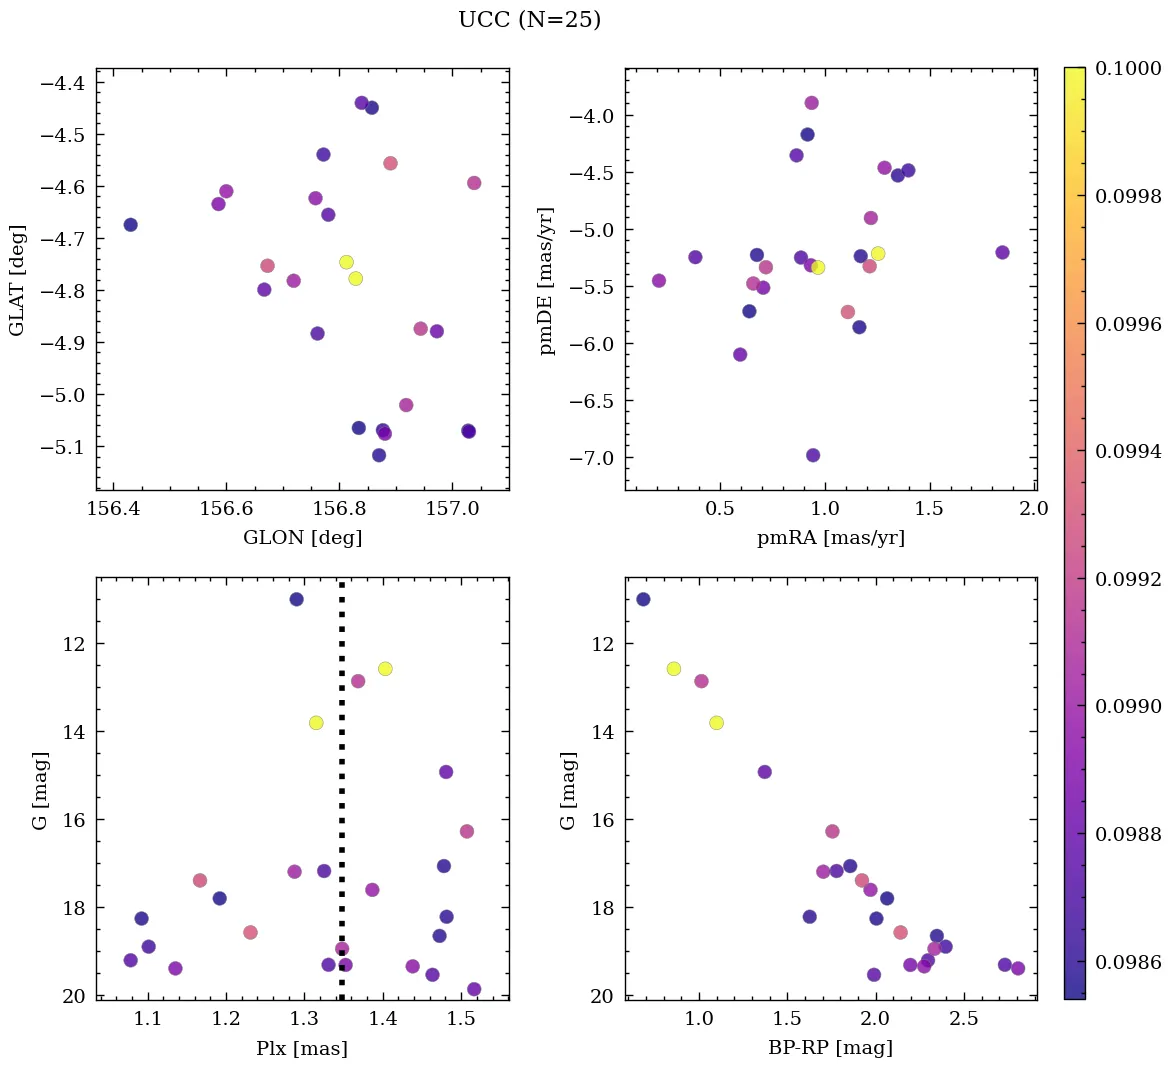 UCC (N=25)
−4.4
−4.5
−4.6
−4.7
−4.8
−4.9
−5.0
−5.1
GLAT [deg]
156.4 156.6 156.8 157.0
GLON [deg]
−4.0
−4.5
−5.0
−5.5
−6.0
−6.5
−7.0
pmDE [mas/yr]
0.5 1.0 1.5 2.0
pmRA [mas/yr]
12
14
16
18
20
G [mag]
1.1 1.2 1.3 1.4 1.5
Plx [mas]
12
14
16
18
20
G [mag]
1.0 1.5 2.0 2.5
BP-RP [mag]
0.1000
0.0998
0.0996
0.0994
0.0992
0.0990
0.0988
0.0986